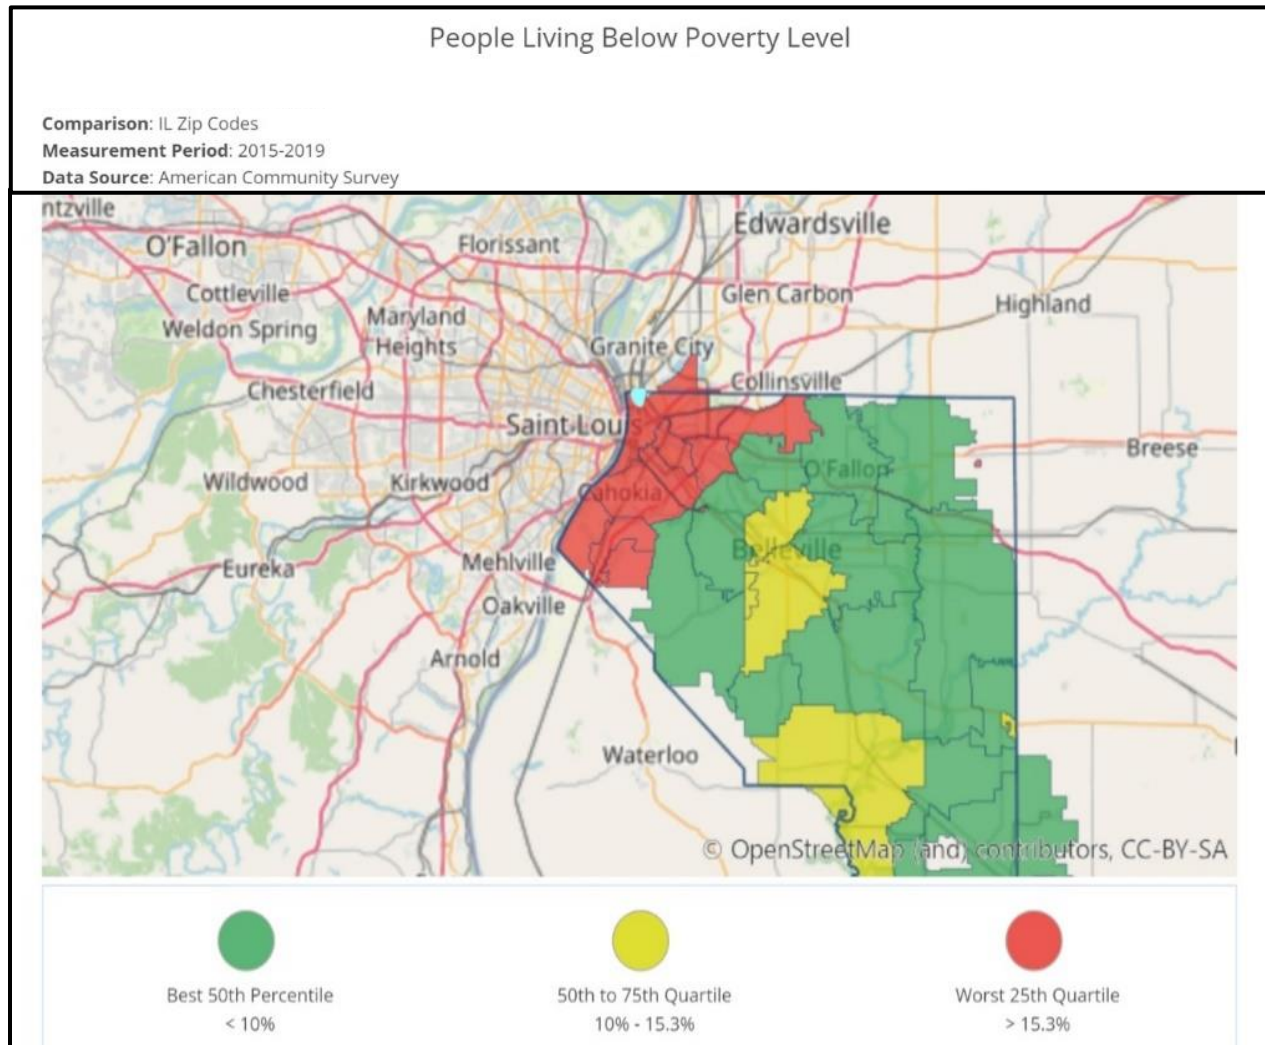 People Living Below Poverty Level
Comparison: IL Zip Codes
Measurement Period: 2015-2019
Data Source: American Community Survey
ntzville
O'Fallon
Florissant
Edwardsville
Cottleville
Glen Carbon
Highland
Weldon Spring
Maryland
Heights
Granite City
Chesterfield
Collinsville
Saint Louis
Breese
O'Fallon
Wildwood
Kirkwood
Cahokia
Belleville
Eureka
Mehlville
Oakville
Arnold
Waterloo
© OpenStreetMap (and) contributors, CC-BY-SA
Best 50th Percentile
< 10%
50th to 75th Quartile
10% - 15.3%
Worst 25th Quartile
> 15.3%